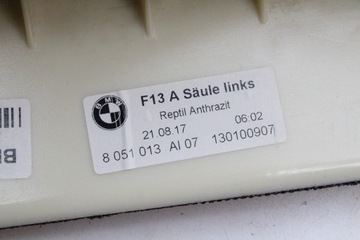 BMW
F13 A Säule links
Reptil Anthrazit
21.08.17 06:02
8 051 013 AI 07 130100907